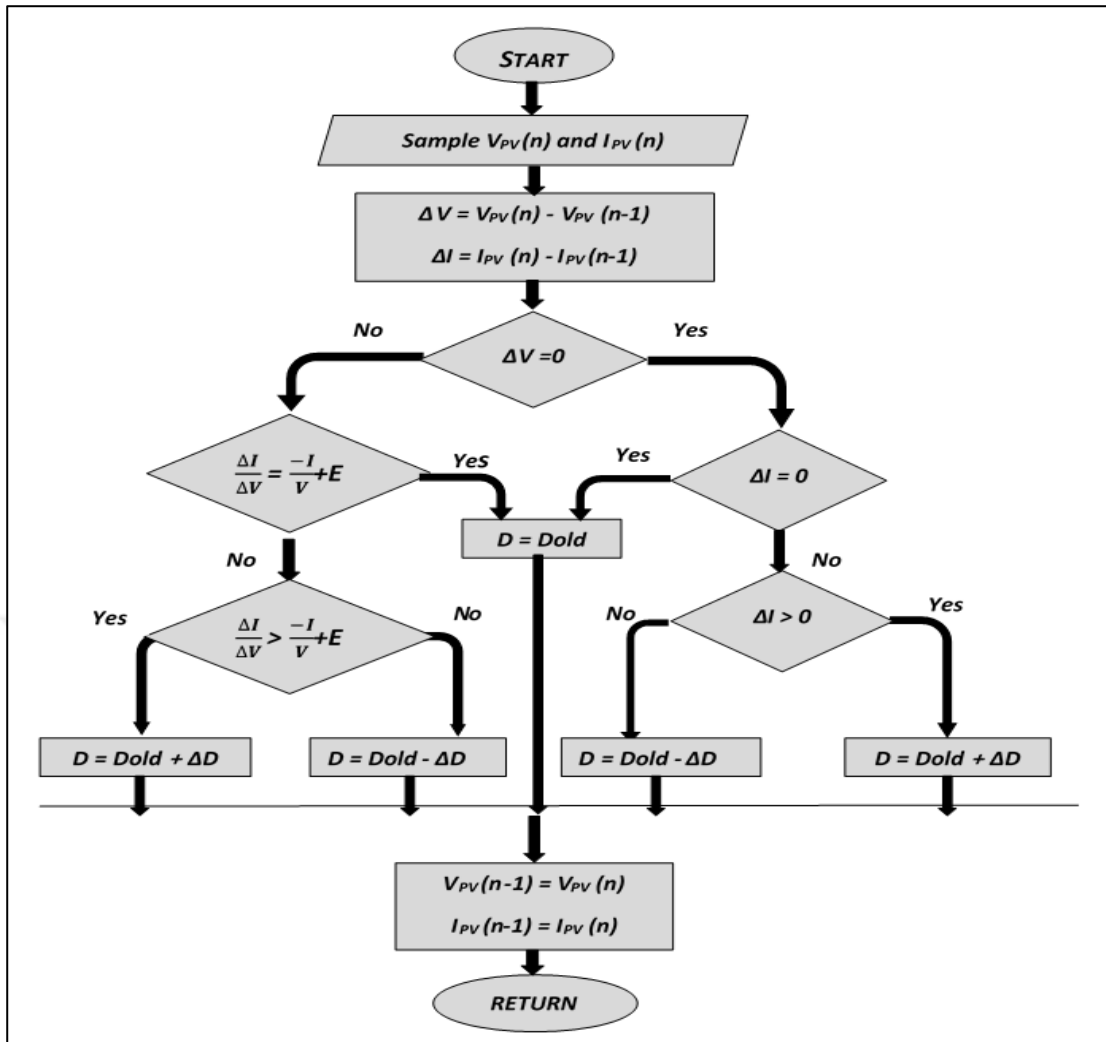 START
Sample VPV(n) and IPV (n)
ΔV = VPV(n) - VPV (n-1)
ΔI = IPV (n) - IPV(n-1)
No
Yes
ΔV =0
ΔI/ΔV = -I/V +E
Yes
Yes
ΔI = 0
D = Dold
No
No
Yes
ΔI/ΔV > -I/V +E
No
No
ΔI > 0
Yes
D = Dold + ΔD
D = Dold - ΔD
D = Dold - ΔD
D = Dold + ΔD
VPV(n-1) = VPV (n)
IPV(n-1) = IPV (n)
RETURN